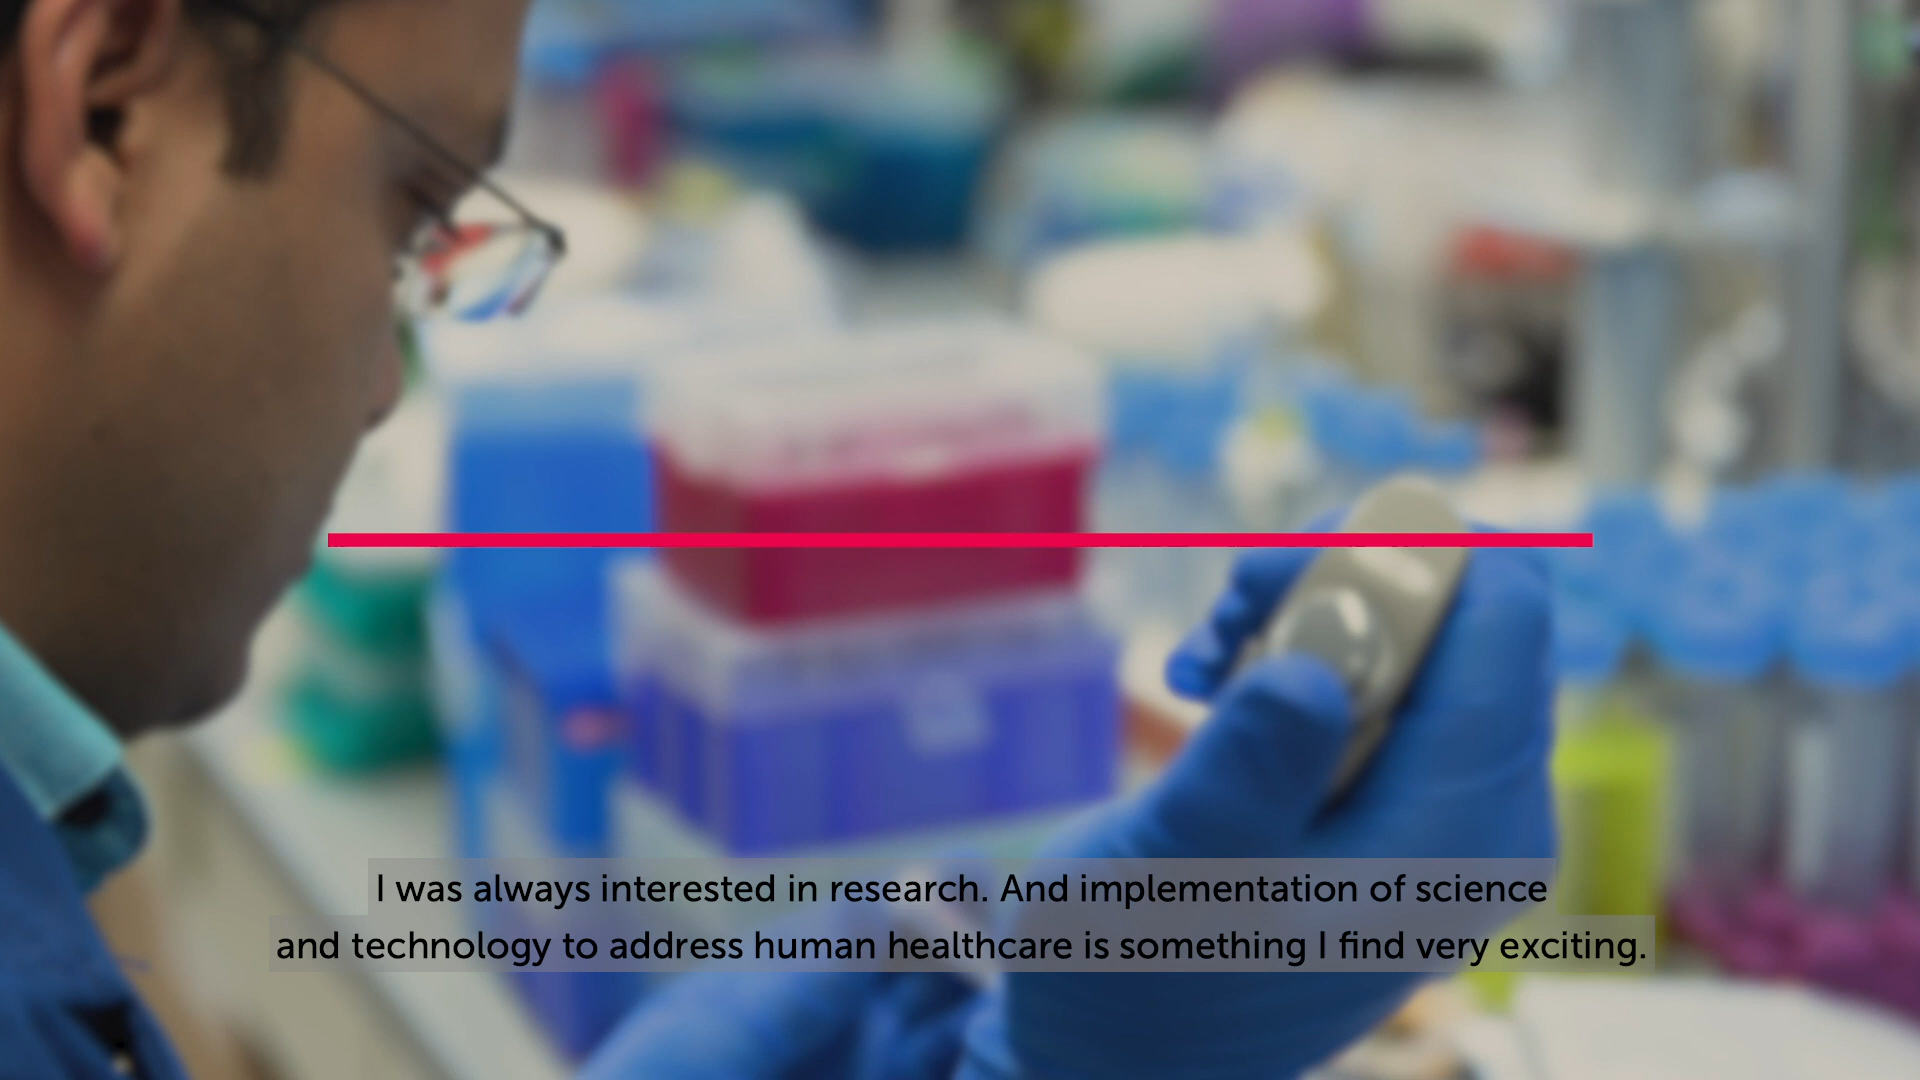 I was always interested in research. And implementation of science
and technology to address human healthcare is something I find very exciting.